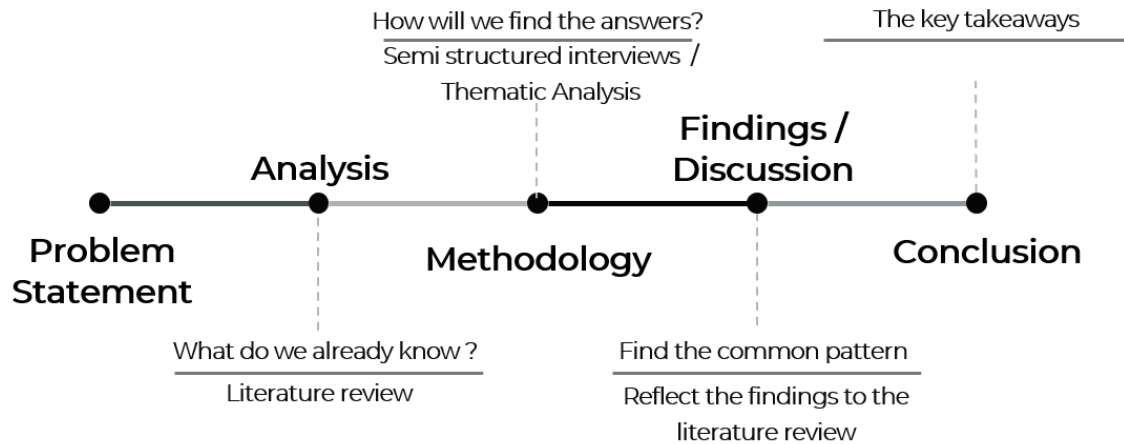 How will we find the answers?
Semi structured interviews /
Thematic Analysis
The key takeaways
Analysis
Findings /
Discussion
Problem
Statement
Methodology
Conclusion
What do we already know ?
Literature review
Find the common pattern
Reflect the findings to the
literature review